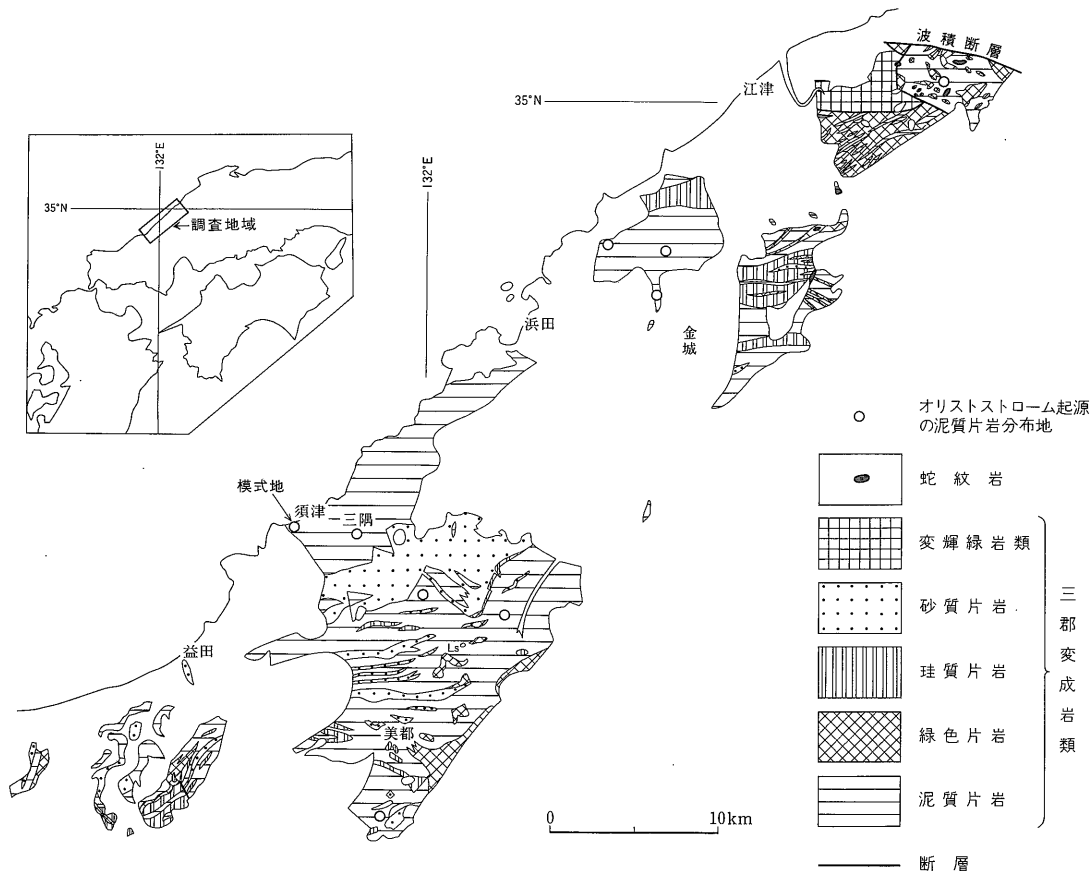 波積断層
江津
35°N
132°E
132°E
35°N
調査地域
浜田
金城
模式地
須津
三隅
Ls
益田
美都
オリストストローム起源
の泥質片岩分布地
蛇紋岩
変輝緑岩類
砂質片岩
珪質片岩
緑色片岩
泥質片岩
三郡変成岩類
断層
0 10km